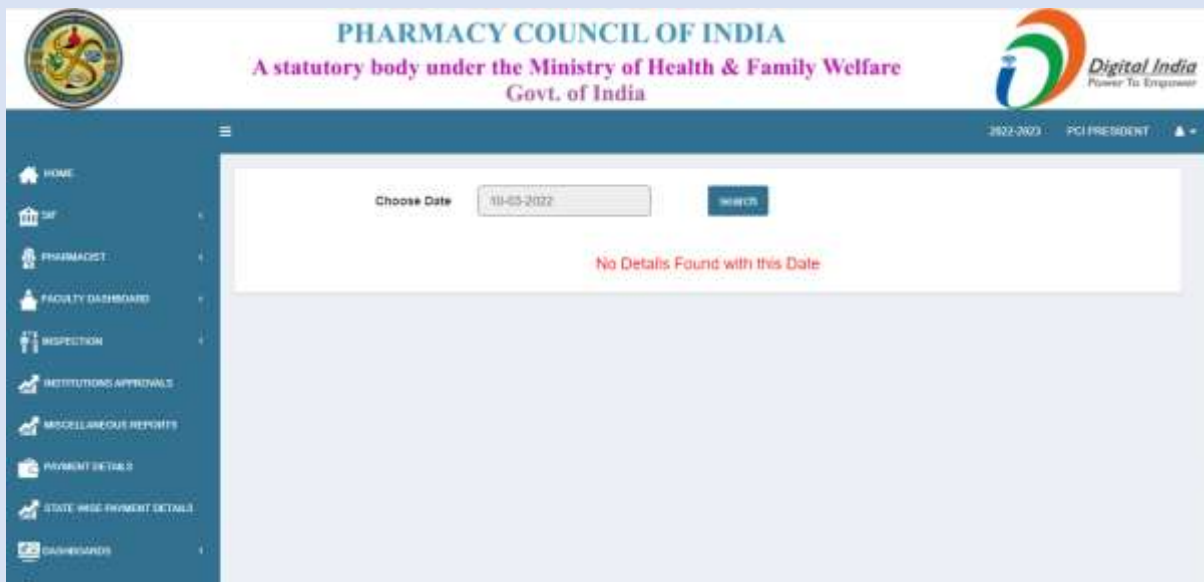 PHARMACY COUNCIL OF INDIA
A statutory body under the Ministry of Health & Family Welfare
Govt. of India
Digital India
Power To Empower
2022-2023 PCI PRESIDENT
HOME
SIF
PHARMACIST
FACULTY DASHBOARD
INSPECTION
INSTITUTIONS APPROVALS
MISCELLANEOUS REPORTS
PAYMENT DETAILS
STATE WISE PAYMENT DETAILS
DASHBOARDS
Choose Date 10-03-2022 search
No Details Found with this Date